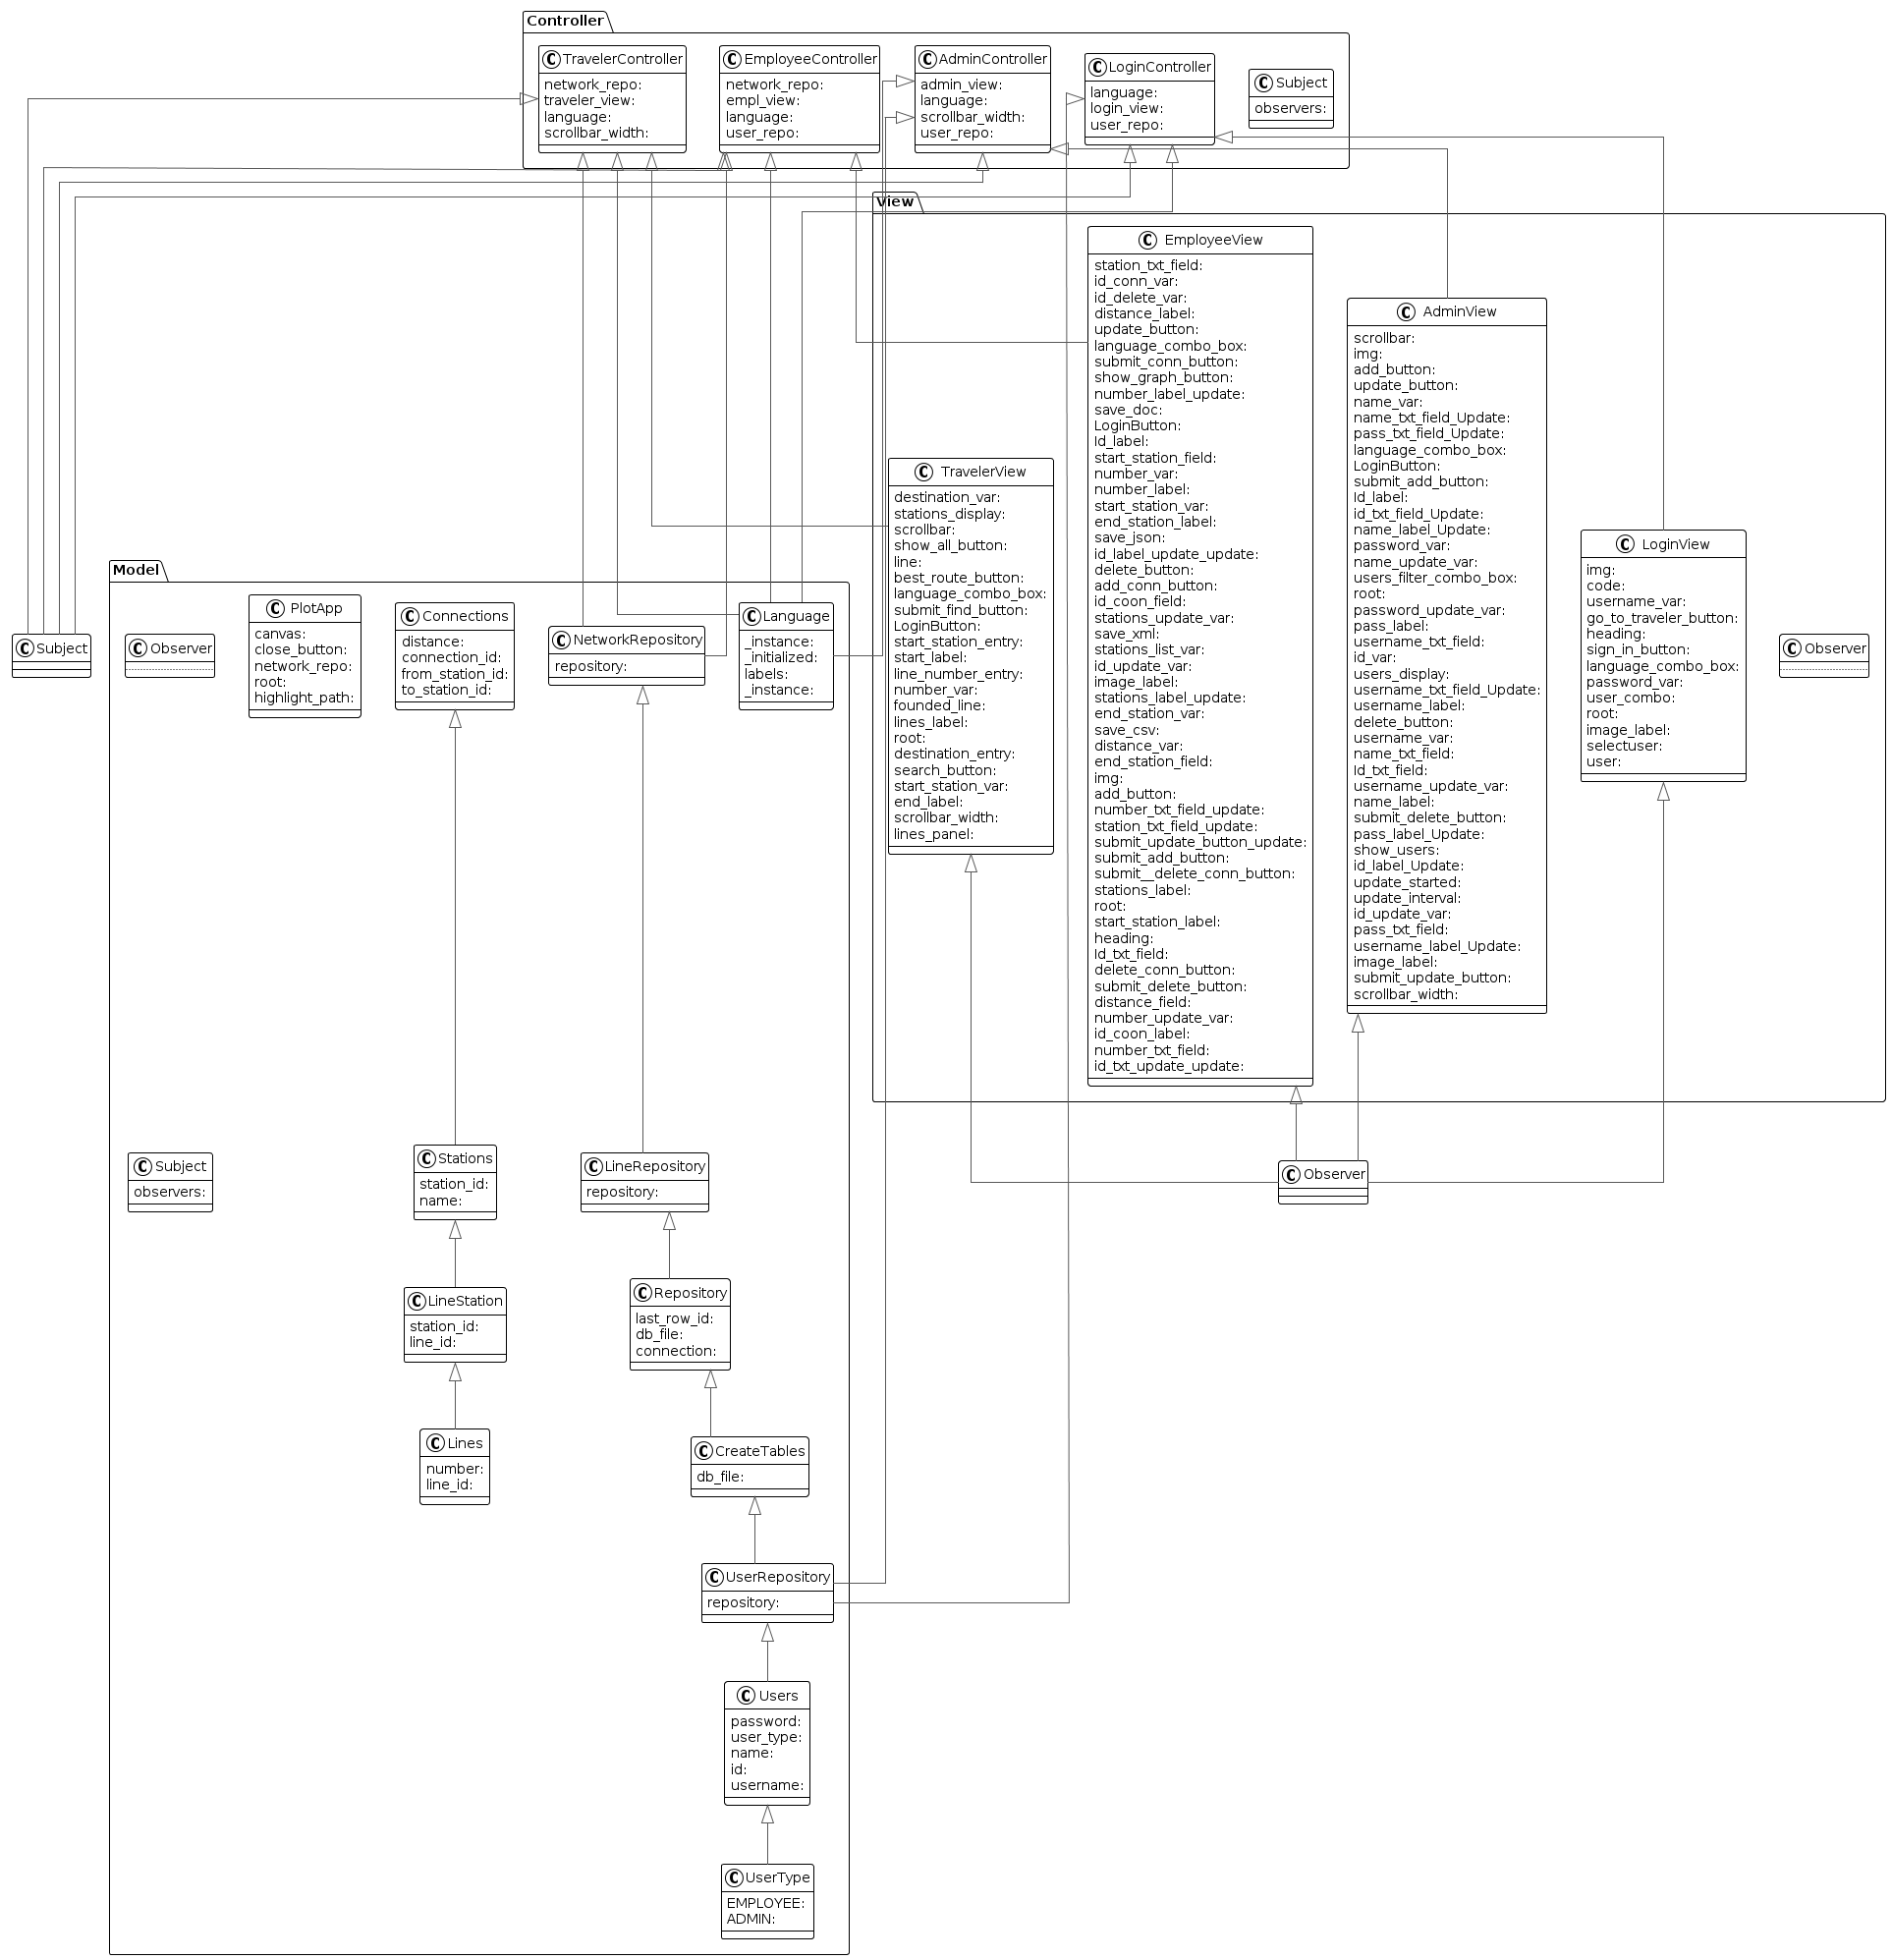 Controller
C TravelerController
network_repo:
traveler_view:
language:
scrollbar_width:
C EmployeeController
network_repo:
empl_view:
language:
user_repo:
C AdminController
admin_view:
language:
scrollbar_width:
user_repo:
C LoginController
language:
login_view:
user_repo:
C Subject
observers:
View
C EmployeeView
station_txt_field:
id_conn_var:
id_delete_var:
distance_label:
update_button:
language_combo_box:
submit_conn_button:
show_graph_button:
number_label_update:
save_doc:
LoginButton:
Id_label:
start_station_field:
number_var:
number_label:
start_station_var:
end_station_label:
save_json:
id_label_update_update:
delete_button:
add_conn_button:
id_coon_field:
stations_update_var:
save_xml:
stations_list_var:
id_update_var:
image_label:
stations_label_update:
end_station_var:
save_csv:
distance_var:
end_station_field:
img:
add_button:
number_txt_field_update:
station_txt_field_update:
submit_update_button_update:
submit_add_button:
submit__delete_conn_button:
stations_label:
root:
start_station_label:
heading:
Id_txt_field:
delete_conn_button:
submit_delete_button:
distance_field:
number_update_var:
id_coon_label:
number_txt_field:
id_txt_update_update:
C AdminView
scrollbar:
img:
add_button:
update_button:
name_var:
name_txt_field_Update:
pass_txt_field_Update:
language_combo_box:
LoginButton:
submit_add_button:
Id_label:
id_txt_field_Update:
name_label_Update:
password_var:
name_update_var:
users_filter_combo_box:
root:
password_update_var:
pass_label:
username_txt_field:
id_var:
users_display:
username_txt_field_Update:
username_label:
delete_button:
username_var:
name_txt_field:
Id_txt_field:
username_update_var:
name_label:
submit_delete_button:
pass_label_Update:
show_users:
id_label_Update:
update_started:
update_interval:
id_update_var:
pass_txt_field:
username_label_Update:
image_label:
submit_update_button:
scrollbar_width:
C TravelerView
destination_var:
stations_display:
scrollbar:
show_all_button:
line:
best_route_button:
language_combo_box:
submit_find_button:
LoginButton:
start_station_entry:
start_label:
line_number_entry:
number_var:
founded_line:
lines_label:
root:
destination_entry:
search_button:
start_station_var:
end_label:
scrollbar_width:
lines_panel:
C LoginView
img:
code:
username_var:
go_to_traveler_button:
heading:
sign_in_button:
language_combo_box:
password_var:
user_combo:
root:
image_label:
selectuser:
user:
C Observer
Model
C Subject
C Observer
C PlotApp
canvas:
close_button:
network_repo:
root:
highlight_path:
C Connections
distance:
connection_id:
from_station_id:
to_station_id:
C NetworkRepository
repository:
C Language
_instance:
_initialized:
labels:
_instance:
C Subject
observers:
C Stations
station_id:
name:
C LineRepository
repository:
C Observer
C LineStation
station_id:
line_id:
C Repository
last_row_id:
db_file:
connection:
C Lines
number:
line_id:
C CreateTables
db_file:
C UserRepository
repository:
C Users
password:
user_type:
name:
id:
username:
C UserType
EMPLOYEE:
ADMIN: